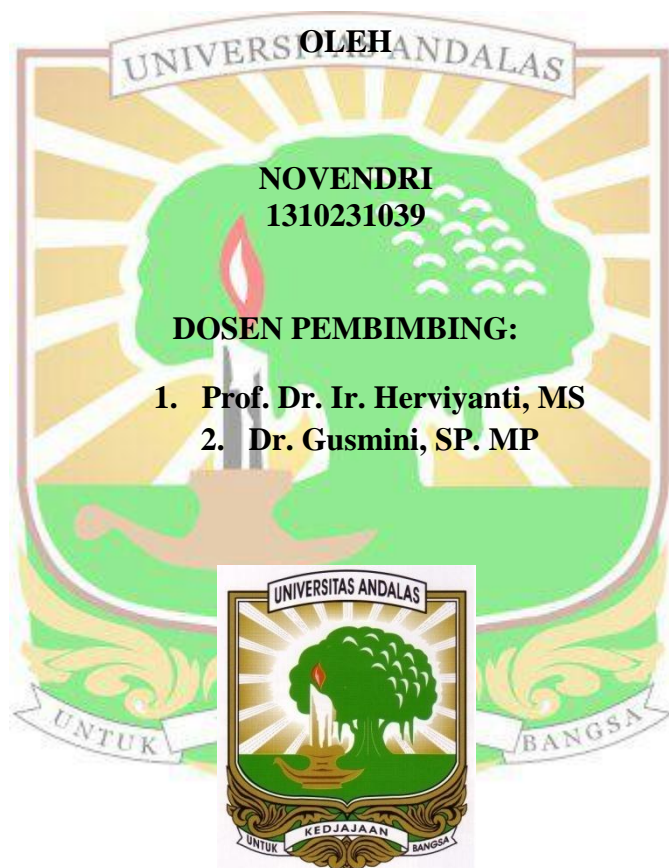 UNIVERSITAS ANDALAS
OLEH
NOVENDRI
1310231039
DOSEN PEMBIMBING:
1. Prof. Dr. Ir. Herviyanti, MS
2. Dr. Gusmini, SP. MP
UNIVERSITAS ANDALAS
UNTUK KEDJAJAAN BANGSA
UNTUK BANGSA